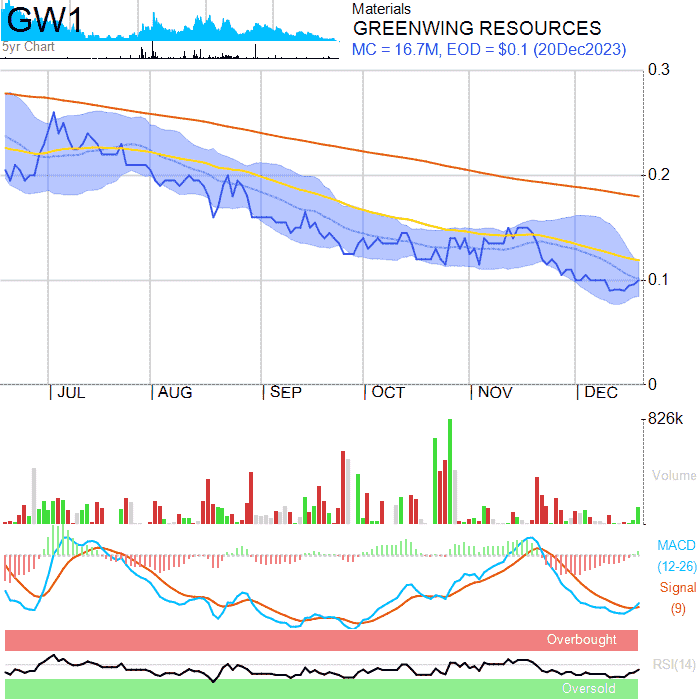 GW1
5yr Chart
Materials
GREENWING RESOURCES
MC = 16.7M, EOD = $0.1 (20Dec2023)
0.3
0.2
0.1
0
JUL AUG SEP OCT NOV DEC
826k
Volume
MACD
(12-26)
Signal
(9)
Overbought
RSI(14)
Oversold